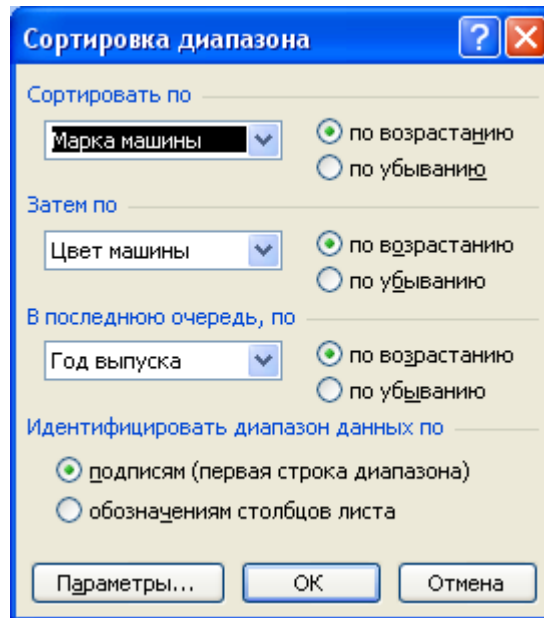 Сортировка диапазона
Сортировать по
Марка машины
по возрастанию
по убыванию
Затем по
Цвет машины
по возрастанию
по убыванию
В последнюю очередь, по
Год выпуска
по возрастанию
по убыванию
Идентифицировать диапазон данных по
подписям (первая строка диапазона)
обозначениям столбцов листа
Параметры... ОК Отмена